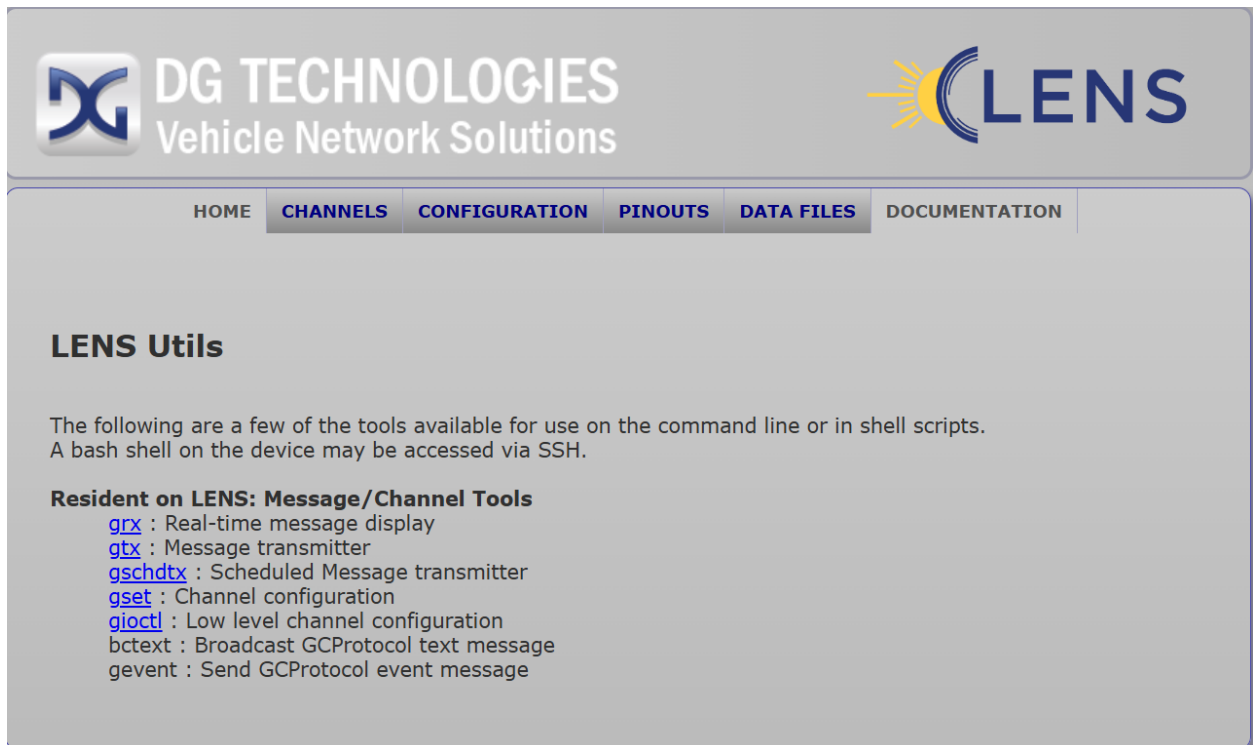 DG TECHNOLOGIES
Vehicle Network Solutions
LENS
HOME CHANNELS CONFIGURATION PINOUTS DATA FILES DOCUMENTATION
LENS Utils
The following are a few of the tools available for use on the command line or in shell scripts.
A bash shell on the device may be accessed via SSH.
Resident on LENS: Message/Channel Tools
grx : Real-time message display
gtx : Message transmitter
gschdtx : Scheduled Message transmitter
gset : Channel configuration
gioctl : Low level channel configuration
bctext : Broadcast GCProtocol text message
gevent : Send GCProtocol event message